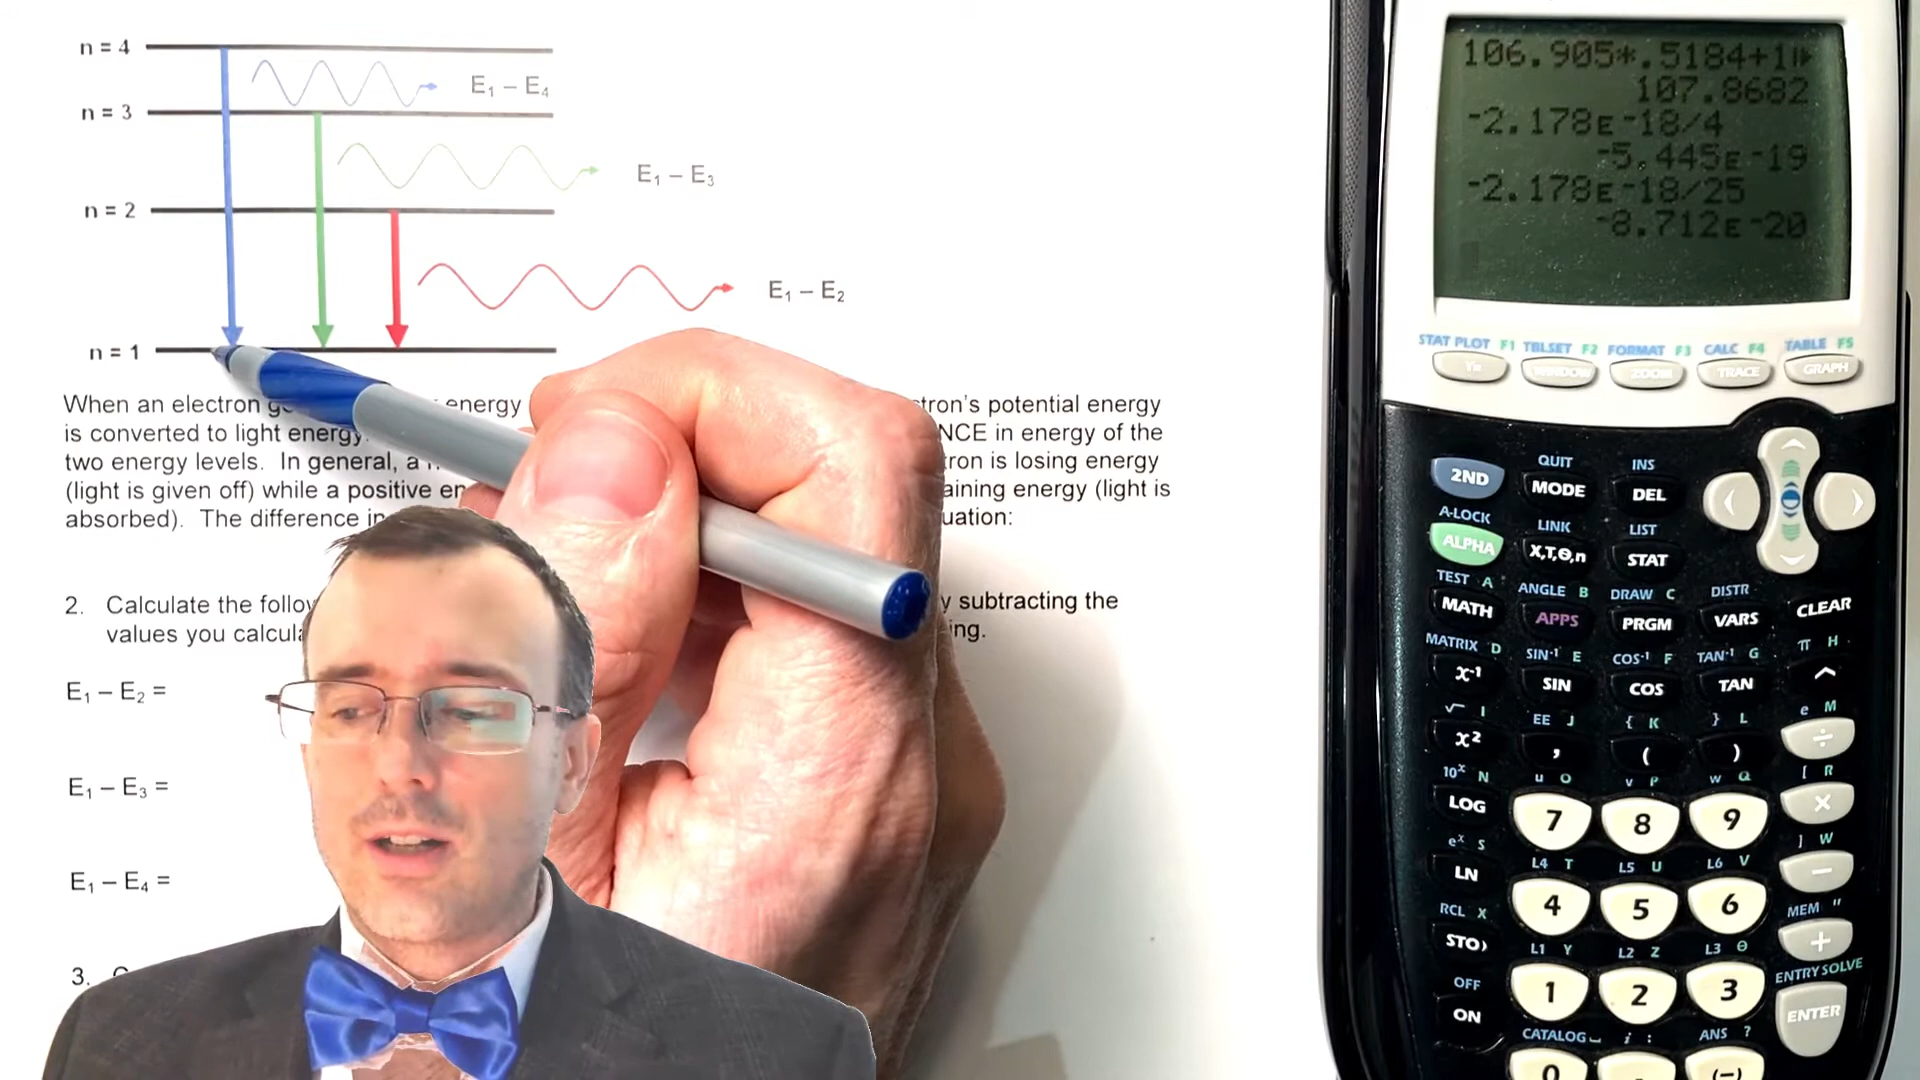 n = 4
E₁ – E₄
n = 3
E₁ – E₃
n = 2
E₁ – E₂
n = 1
When an electron energy tron's potential energy
is converted to light energy. NCE in energy of the
two energy levels. In general, a tron is losing energy
(light is given off) while a positive en aining energy (light is
absorbed). The difference in uation:
2. Calculate the follow y subtracting the
values you calcula ing.
E₁ – E₂ =
E₁ – E₃ =
E₁ – E₄ =
3.
106.905*.5184+1
107.8682
-2.178E-18/4
-5.445E-19
-2.178E-18/25
-8.712E-20
STAT PLOT F1 TBLSET F2 FORMAT F3 CALC F4 TABLE F5
Y= WINDOW ZOOM TRACE GRAPH
QUIT INS
2ND MODE DEL
A-LOCK LINK LIST
ALPHA X,T,Θ,n STAT
TEST A ANGLE B DRAW C DISTR
MATH APPS PRGM VARS CLEAR
MATRIX D SIN⁻¹ E COS⁻¹ F TAN⁻¹ G π H
x⁻¹ SIN COS TAN ^
√ I EE J { K } L e M
x² , ( ) ÷
10ˣ N u O v P w Q [ R
LOG 7 8 9 ×
eˣ S L4 T L5 U L6 V ] W
LN 4 5 6 −
RCL X L1 Y L2 Z L3 θ MEM "
STO› 1 2 3 +
OFF ENTRY SOLVE
ON ENTER
CATALOG i : ANS ?
0 . (−)